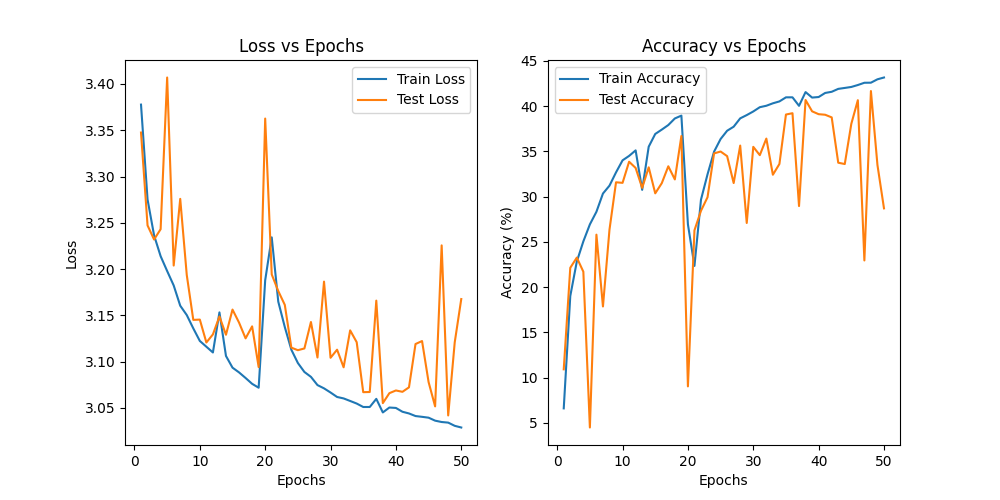 Loss vs Epochs
Train Loss
Test Loss
3.40
3.35
3.30
3.25
3.20
3.15
3.10
3.05
Loss
0 10 20 30 40 50
Epochs
Accuracy vs Epochs
Train Accuracy
Test Accuracy
45
40
35
30
25
20
15
10
5
Accuracy (%)
0 10 20 30 40 50
Epochs